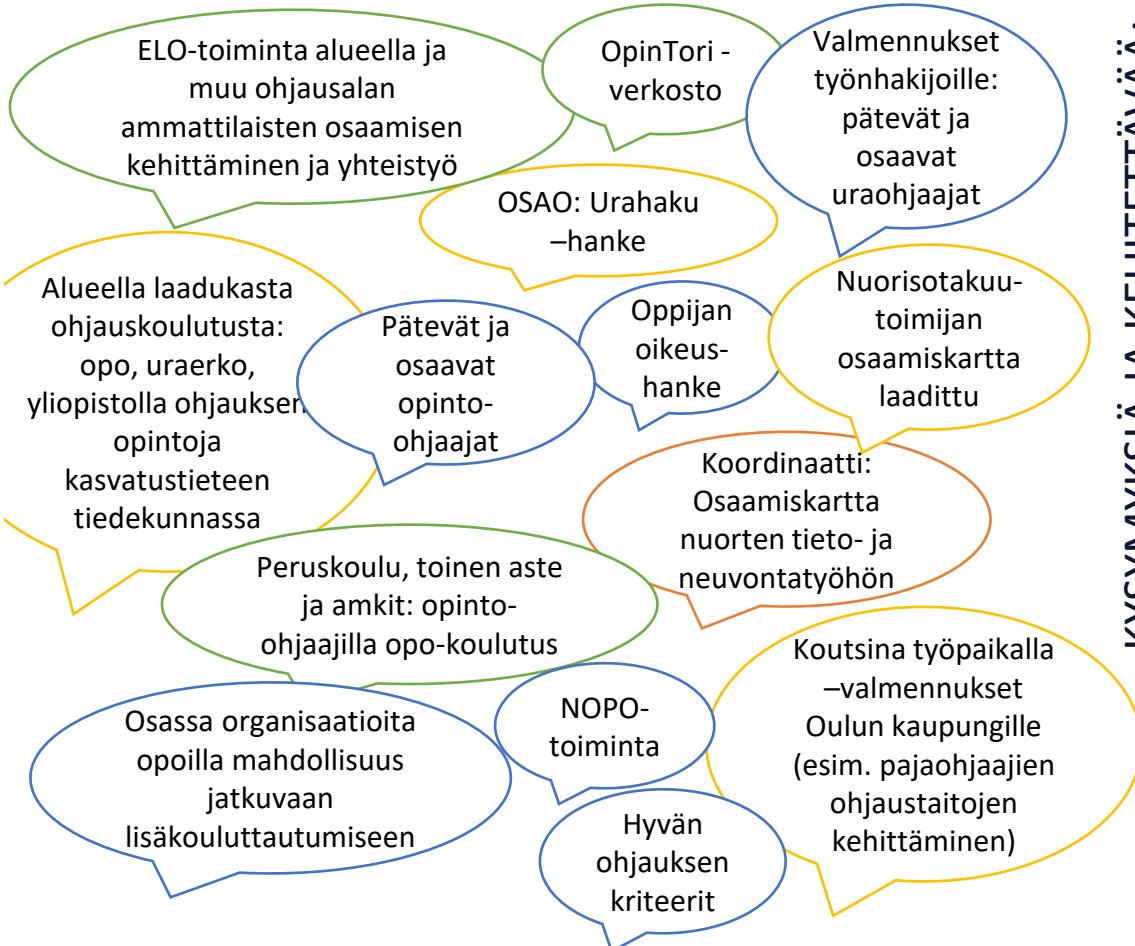 ELO-toiminta alueella ja
muu ohjausalan
ammattilaisten osaamisen
kehittäminen ja yhteistyö
OpinTori -
verkosto
Valmennukset
työnhakijoille:
pätevät ja
osaavat
uraohjaajat
OSAO: Urahaku
–hanke
Alueella laadukasta
ohjauskoulutusta:
opo, uraerko,
yliopistolla ohjauksen
opintoja
kasvatustieteen
tiedekunnassa
Pätevät ja
osaavat
opinto-
ohjaajat
Oppijan
oikeus-
hanke
Nuorisotakuu-
toimijan
osaamiskartta
laadittu
Koordinaatti:
Osaamiskartta
nuorten tieto- ja
neuvontatyöhön
Peruskoulu, toinen aste
ja amkit: opinto-
ohjaajilla opo-koulutus
Koutsina työpaikalla
–valmennukset
Oulun kaupungille
(esim. pajaohjaajien
ohjaustaitojen
kehittäminen)
NOPO-
toiminta
Osassa organisaatioita
opoilla mahdollisuus
jatkuvaan
lisäkouluttautumiseen
Hyvän
ohjauksen
kriteerit
KYSYMYKSIÄ JA KEHITETTÄVÄÄ: